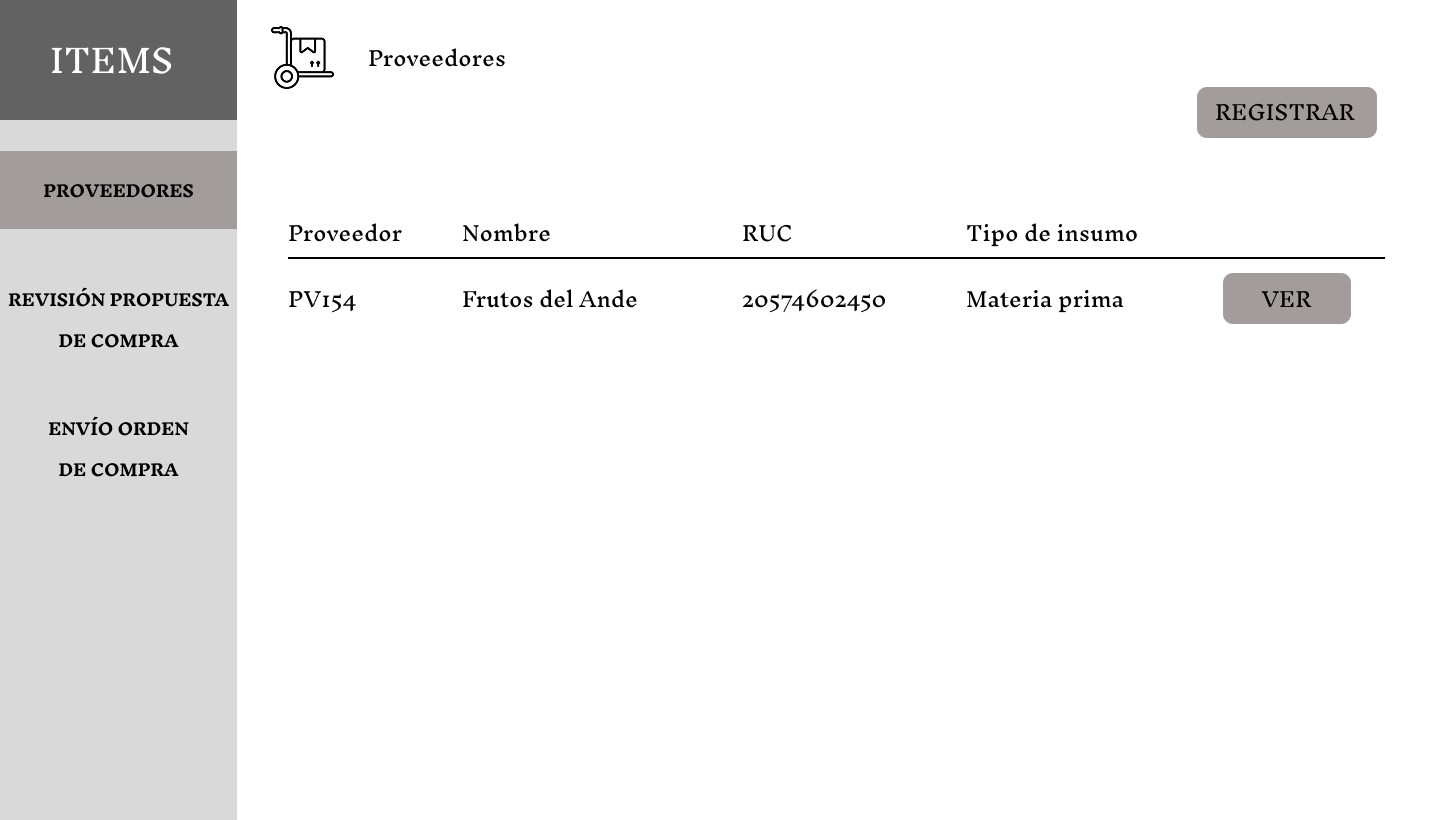 ITEMS
PROVEEDORES
REVISIÓN PROPUESTA
DE COMPRA
ENVÍO ORDEN
DE COMPRA
Proveedores
REGISTRAR
Proveedor Nombre RUC Tipo de insumo
PV154 Frutos del Ande 20574602450 Materia prima VER